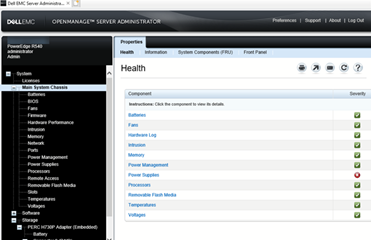 Dell EMC Server Administra...
DELLEMC OPENMANAGE™ SERVER ADMINISTRATOR
Preferences | Support | About | Log Out
PowerEdge R540
Administrator
Admin
System
Licenses
Main System Chassis
Batteries
BIOS
Fans
Firmware
Hardware Performance
Intrusion
Memory
Network
Ports
Power Management
Power Supplies
Processors
Remote Access
Removable Flash Media
Slots
Temperatures
Voltages
Software
Storage
PERC H730P Adapter (Embedded)
Battery
Properties
Health Information System Components (FRU) Front Panel
Health
Component Severity
Instructions: Click the component to view its details.
Batteries
Fans
Hardware Log
Intrusion
Memory
Power Management
Power Supplies
Processors
Removable Flash Media
Temperatures
Voltages